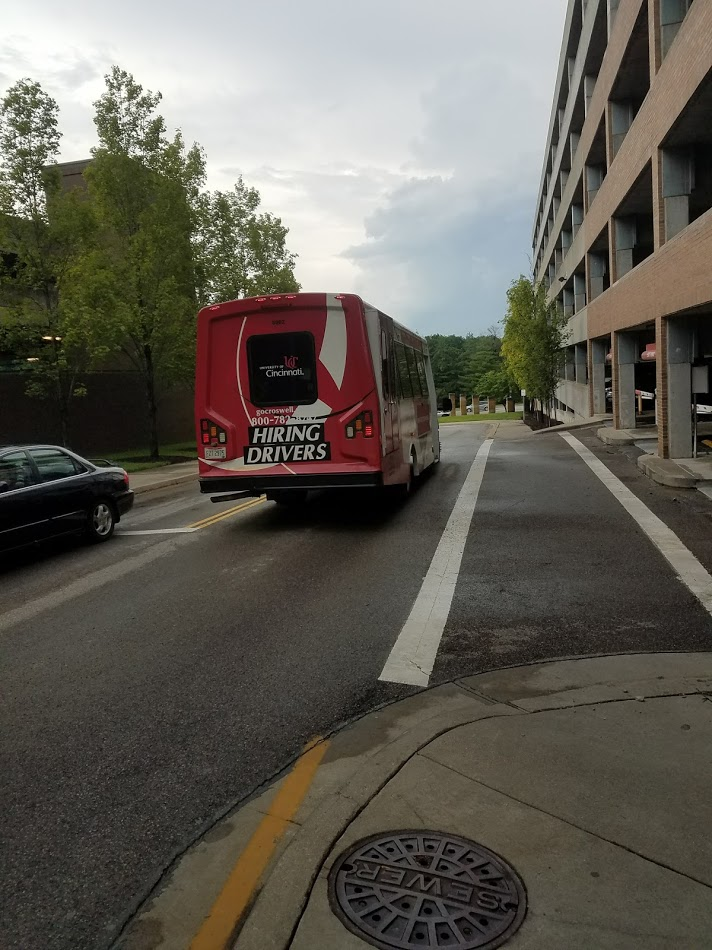 UNIVERSITY OF
Cincinnati
gocroswell
HIRING
DRIVERS
SEWER